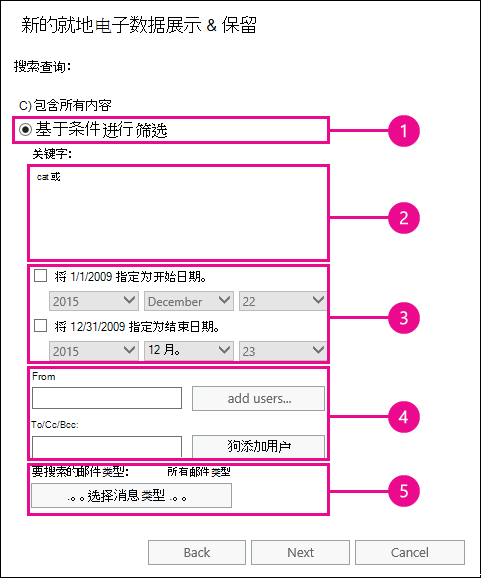 新的就地电子数据展示 & 保留
搜索查询:
C) 包含所有内容
基于条件进行筛选
1
关键字:
cat 或
2
将 1/1/2009 指定为开始日期。
2015 December 22
3
将 12/31/2009 指定为结束日期。
2015 12 月。 23
From
add users...
4
To/Cc/Bcc:
狗添加用户
要搜索的邮件类型: 所有邮件类型
.。。选择消息类型 .。。
5
Back Next Cancel